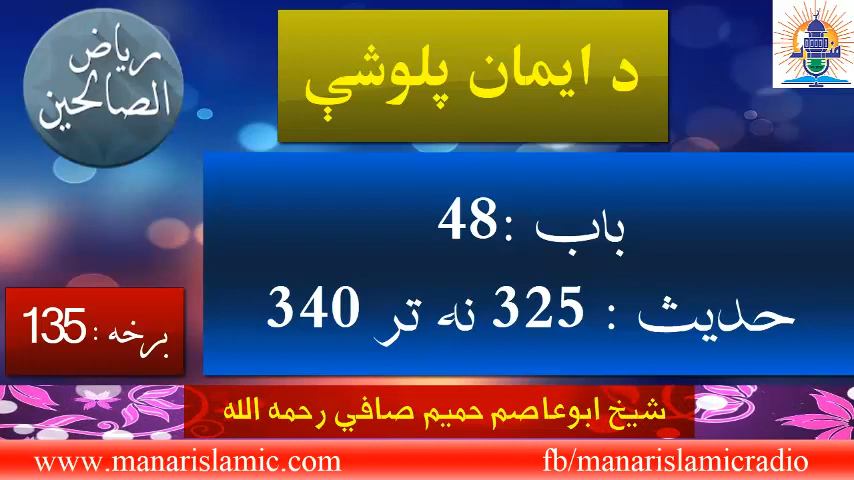 رياض
الصالحين
د ايمان پلوشې
باب :48
حديث : 325 نه تر 340
برخه : 135
شيخ ابوعاصم حميم صافي رحمه الله
www.manarislamic.com
fb/manarislamicradio